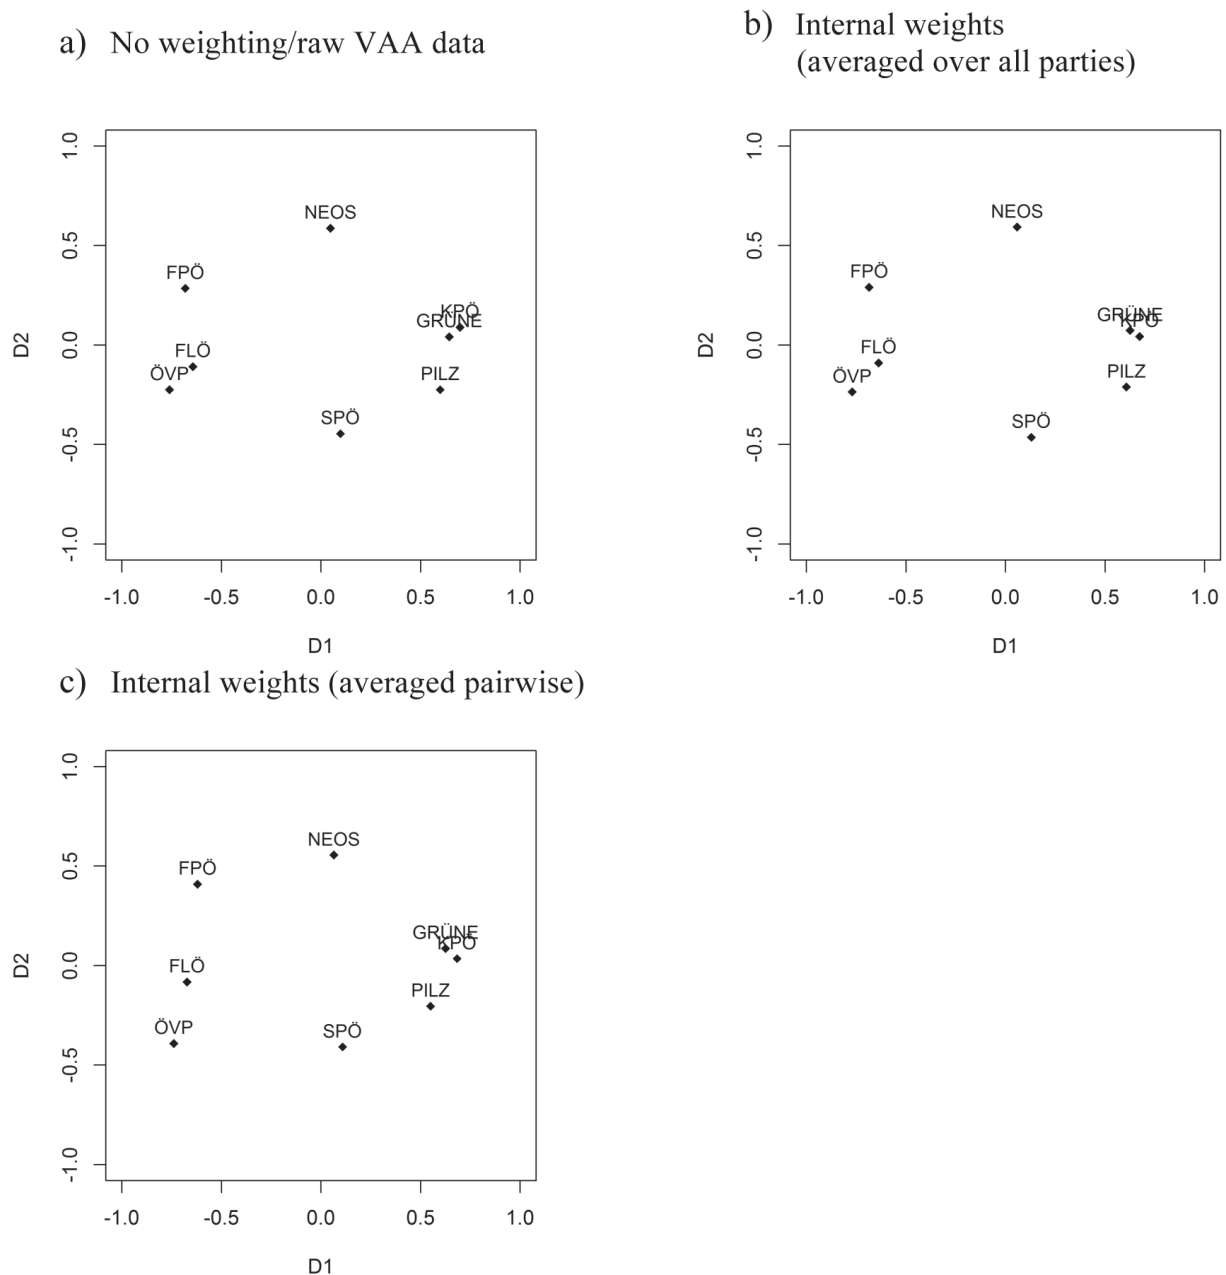 a) No weighting/raw VAA data
1.0
0.5
0.0
-0.5
-1.0
D2
NEOS
FPÖ
KPÖ
GRÜNE
FLÖ
ÖVP
PILZ
SPÖ
-1.0 -0.5 0.0 0.5 1.0
D1
b) Internal weights
(averaged over all parties)
1.0
0.5
0.0
-0.5
-1.0
D2
NEOS
FPÖ
GRÜNE
KPÖ
FLÖ
ÖVP
PILZ
SPÖ
-1.0 -0.5 0.0 0.5 1.0
D1
c) Internal weights (averaged pairwise)
1.0
0.5
0.0
-0.5
-1.0
D2
NEOS
FPÖ
GRÜNE
KPÖ
FLÖ
PILZ
ÖVP
SPÖ
-1.0 -0.5 0.0 0.5 1.0
D1